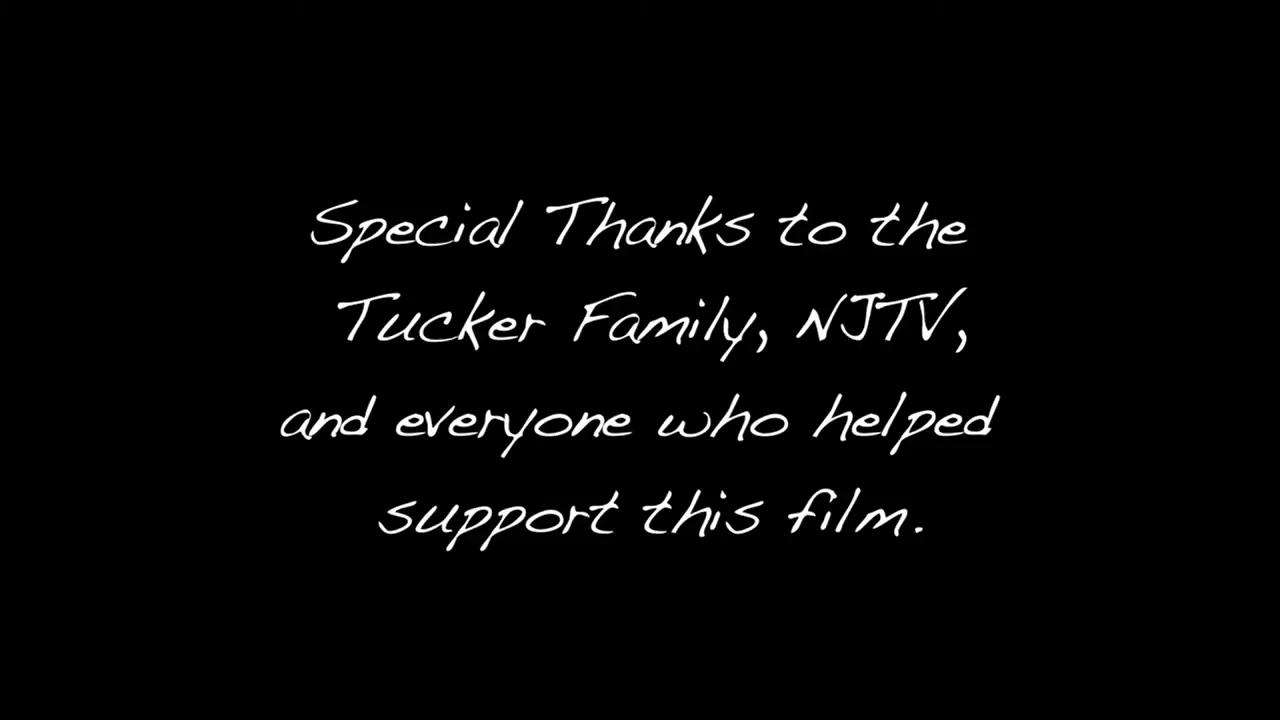 Special Thanks to the
Tucker Family, NJTV,
and everyone who helped
support this film.